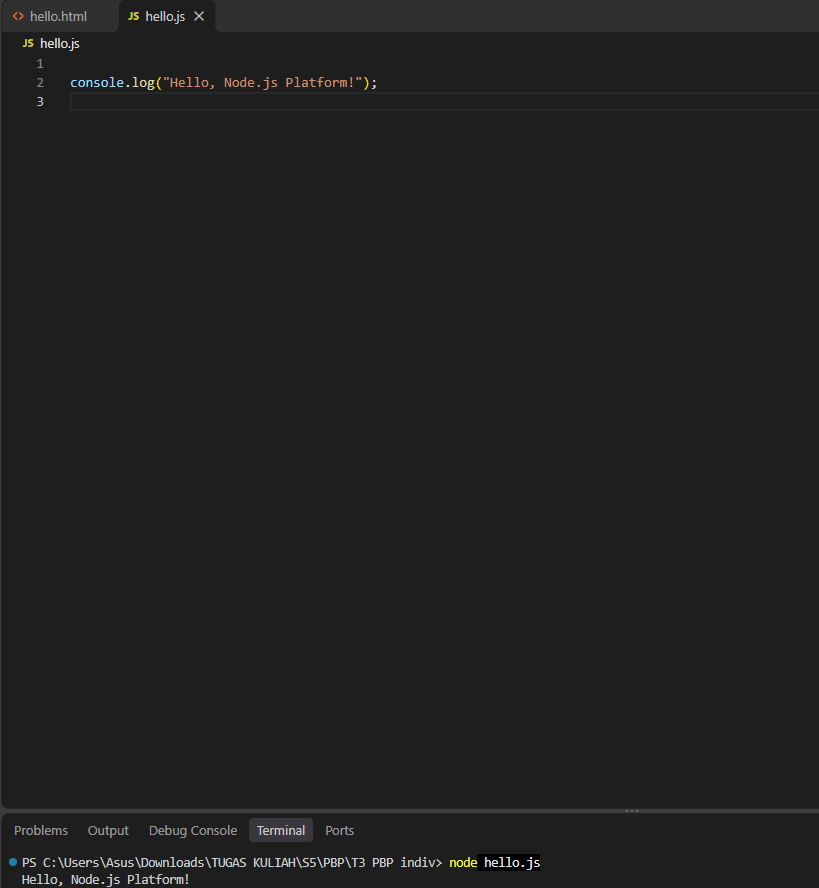 <> hello.html JS hello.js ×
JS hello.js
1
2 console.log("Hello, Node.js Platform!");
3
Problems Output Debug Console Terminal Ports
PS C:\Users\Asus\Downloads\TUGAS KULIAH\S5\PBP\T3 PBP indiv> node hello.js
Hello, Node.js Platform!